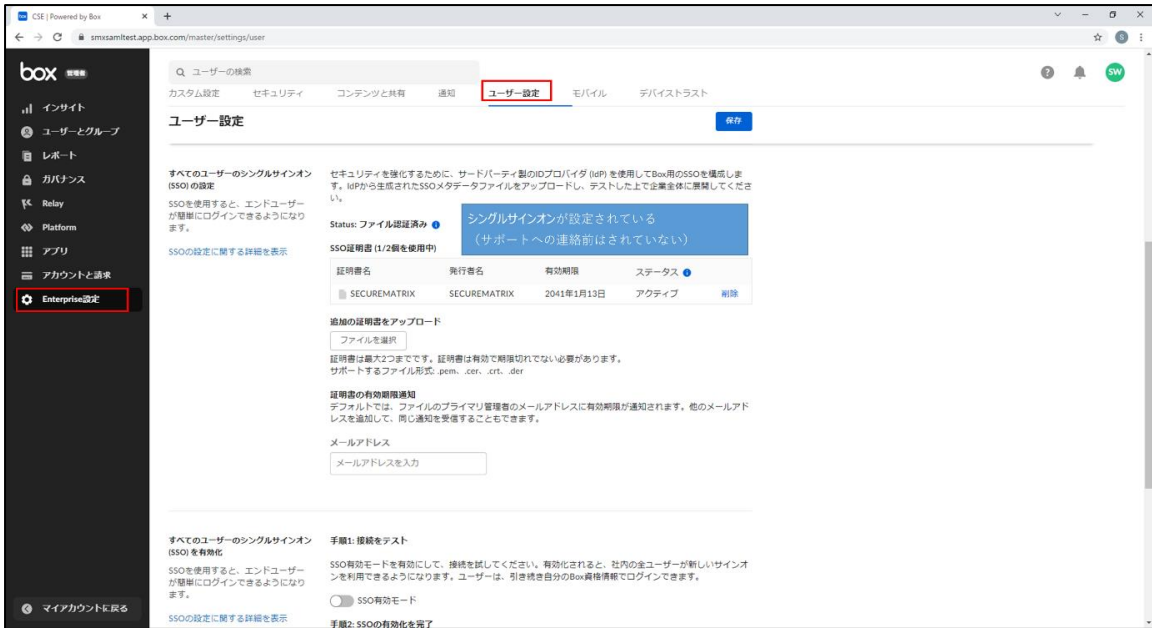 CSE | Powered by Box
smxsamltest.app.box.com/master/settings/user
box 管理者
インサイト
ユーザーとグループ
レポート
ガバナンス
Relay
Platform
アプリ
アカウントと請求
Enterprise設定
マイアカウントに戻る
ユーザーの検索
SW
S
カスタム設定 セキュリティ コンテンツと共有 通知 ユーザー設定 モバイル デバイストラスト
ユーザー設定
保存
すべてのユーザーのシングルサインオン
(SSO) の設定
SSOを使用すると、エンドユーザー
が簡単にログインできるようになり
ます。
SSOの設定に関する詳細を表示
セキュリティを強化するために、サードパーティ製のIDプロバイダ (IdP) を使用してBox用のSSOを構成しま
す。IdPから生成されたSSOメタデータファイルをアップロードし、テストした上で企業全体に展開してくださ
い。
Status: ファイル認証済み
シングルサインオンが設定されている
（サポートへの連絡前はされていない）
SSO証明書 (1/2個を使用中)
証明書名 発行者名 有効期限 ステータス
SECUREMATRIX SECUREMATRIX 2041年1月13日 アクティブ 削除
追加の証明書をアップロード
ファイルを選択
証明書は最大2つまでです。証明書は有効で期限切れでない必要があります。
サポートするファイル形式: .pem、.cer、.crt、.der
証明書の有効期限通知
デフォルトでは、ファイルのプライマリ管理者のメールアドレスに有効期限が通知されます。他のメールアド
レスを追加して、同じ通知を受信することもできます。
メールアドレス
メールアドレスを入力
すべてのユーザーのシングルサインオン
(SSO) を有効化
SSOを使用すると、エンドユーザー
が簡単にログインできるようになり
ます。
SSOの設定に関する詳細を表示
手順1: 接続をテスト
SSO有効モードを有効にして、接続を試してください。有効化されると、社内の全ユーザーが新しいサインオ
ンを利用できるようになります。ユーザーは、引き続き自分のBox資格情報でログインできます。
SSO有効モード
手順2: SSOの有効化を完了